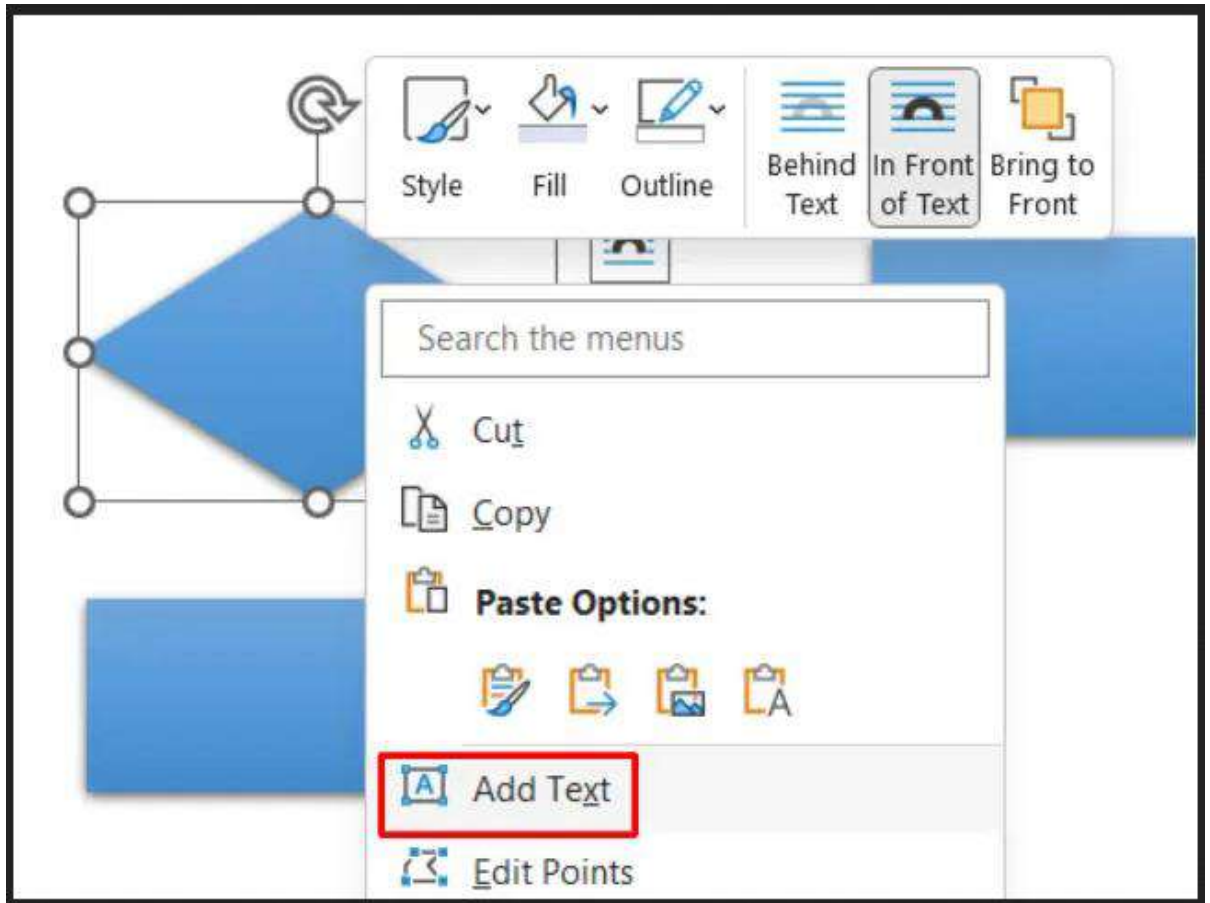 Style Fill Outline
Behind Text
In Front of Text
Bring to Front
Search the menus
Cut
Copy
Paste Options:
A
A Add Text
Edit Points